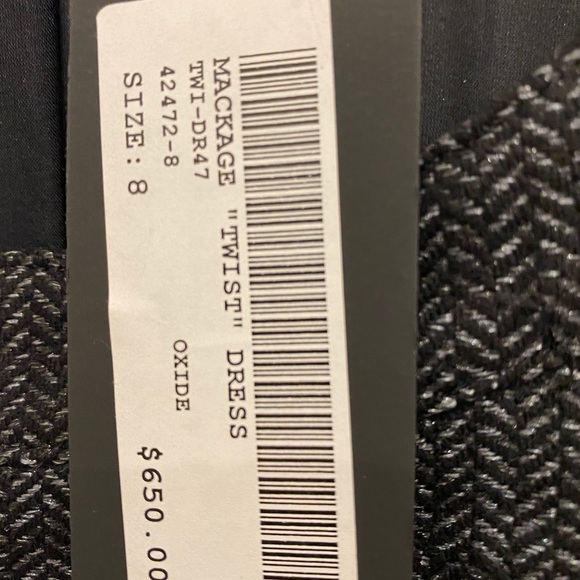 MACKAGE "TWIST" DRESS
TWI-DR47 OXIDE
42472-8
SIZE: 8 $650.00